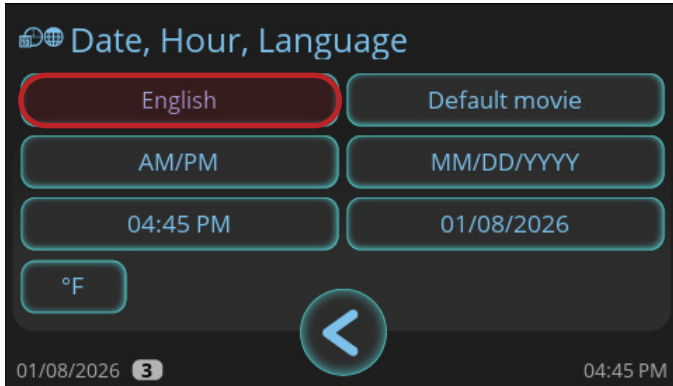 Date, Hour, Language
English Default movie
AM/PM MM/DD/YYYY
04:45 PM 01/08/2026
°F
01/08/2026 3 04:45 PM